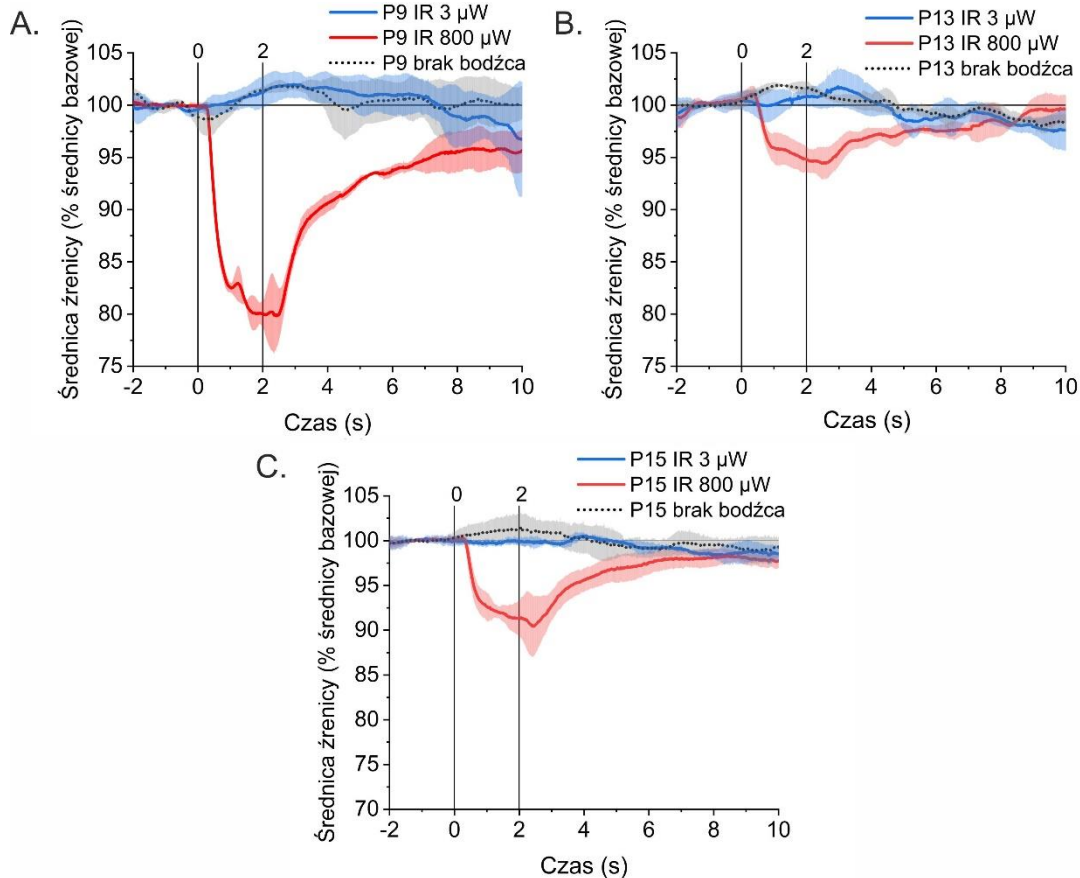 A.
P9 IR 3 µW
P9 IR 800 µW
P9 brak bodźca
0 2
105
100
95
90
85
80
75
-2 0 2 4 6 8 10
Średnica źrenicy (% średnicy bazowej)
Czas (s)
B.
P13 IR 3 µW
P13 IR 800 µW
P13 brak bodźca
0 2
105
100
95
90
85
80
75
-2 0 2 4 6 8 10
Średnica źrenicy (% średnicy bazowej)
Czas (s)
C.
P15 IR 3 µW
P15 IR 800 µW
P15 brak bodźca
0 2
105
100
95
90
85
80
75
70
-2 0 2 4 6 8 10
Średnica źrenicy (% średnicy bazowej)
Czas (s)